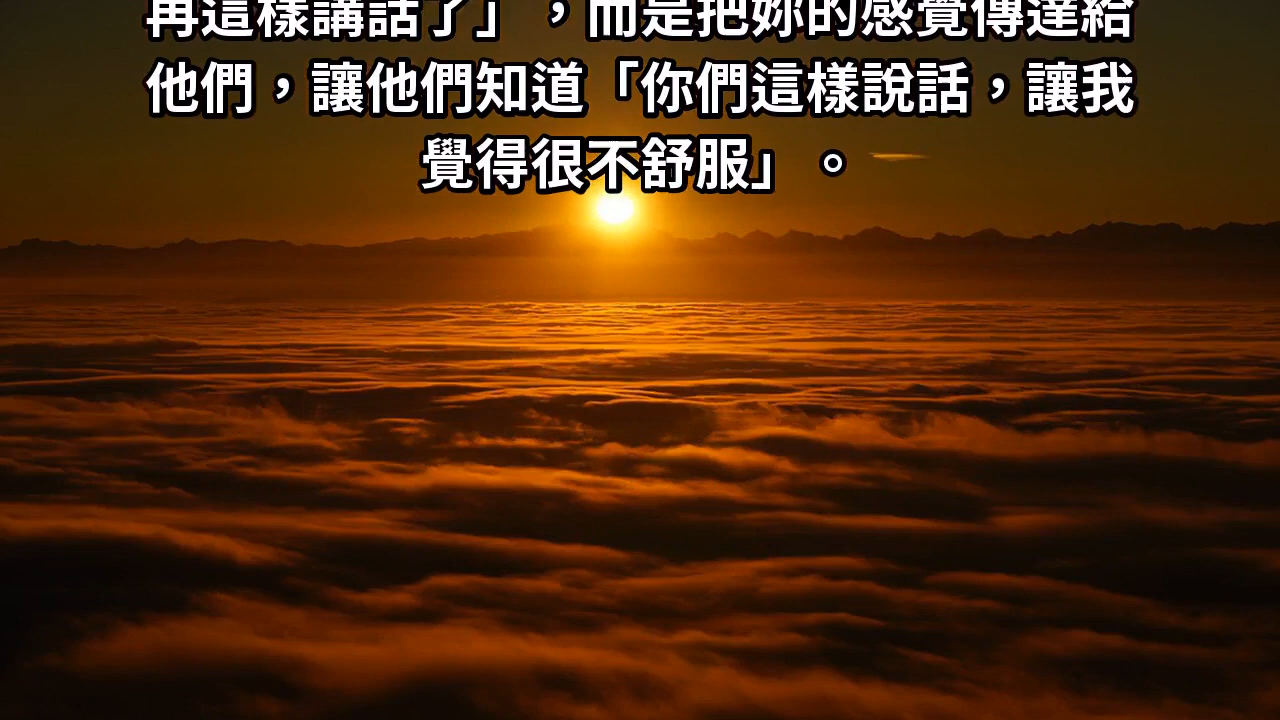 再這樣講話了」，而是把妳的感覺傳達給
他們，讓他們知道「你們這樣說話，讓我
覺得很不舒服」。